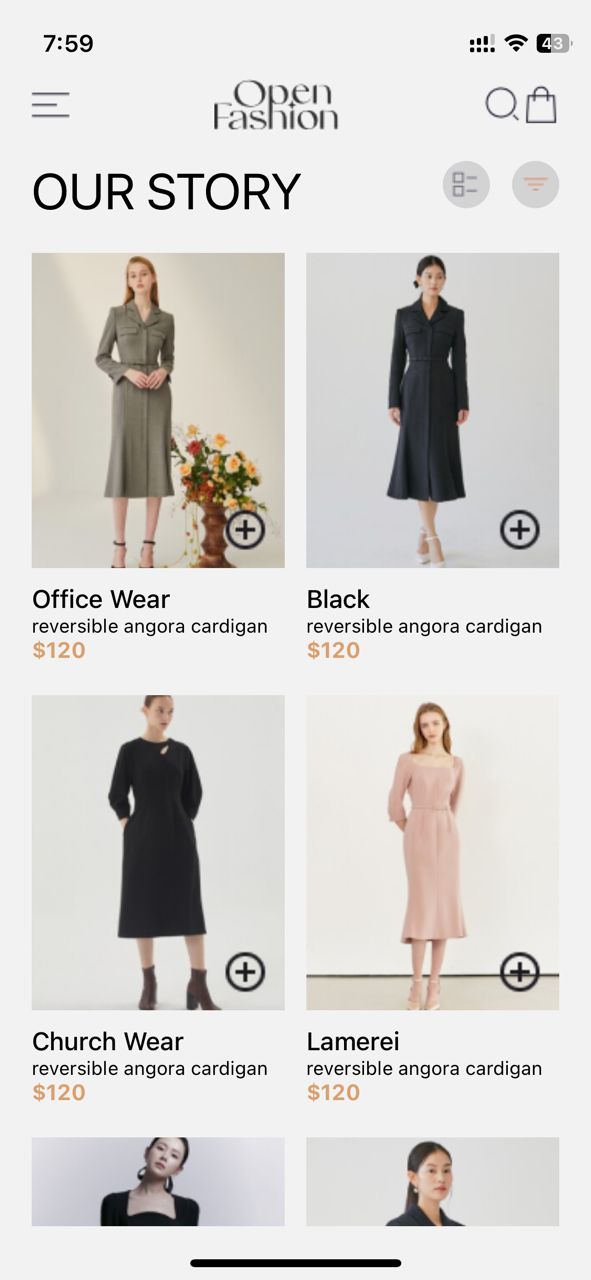 7:59
43
Open
Fashion
OUR STORY
Office Wear
reversible angora cardigan
$120
Black
reversible angora cardigan
$120
Church Wear
reversible angora cardigan
$120
Lamerei
reversible angora cardigan
$120